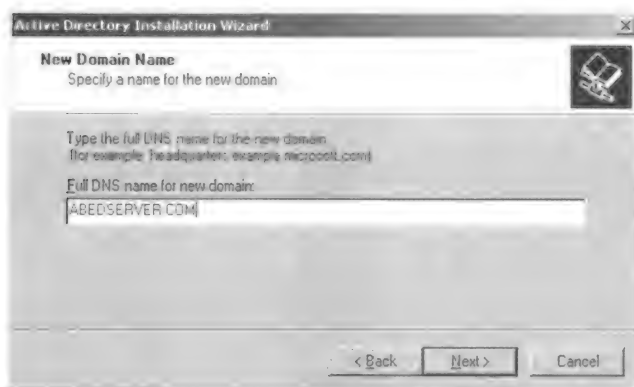 Active Directory Installation Wizard
New Domain Name
Specify a name for the new domain
Type the full DNS name for the new domain
(for example: headquarters.example.microsoft.com)
Full DNS name for new domain:
ABEDSERVER.COM
< Back
Next >
Cancel